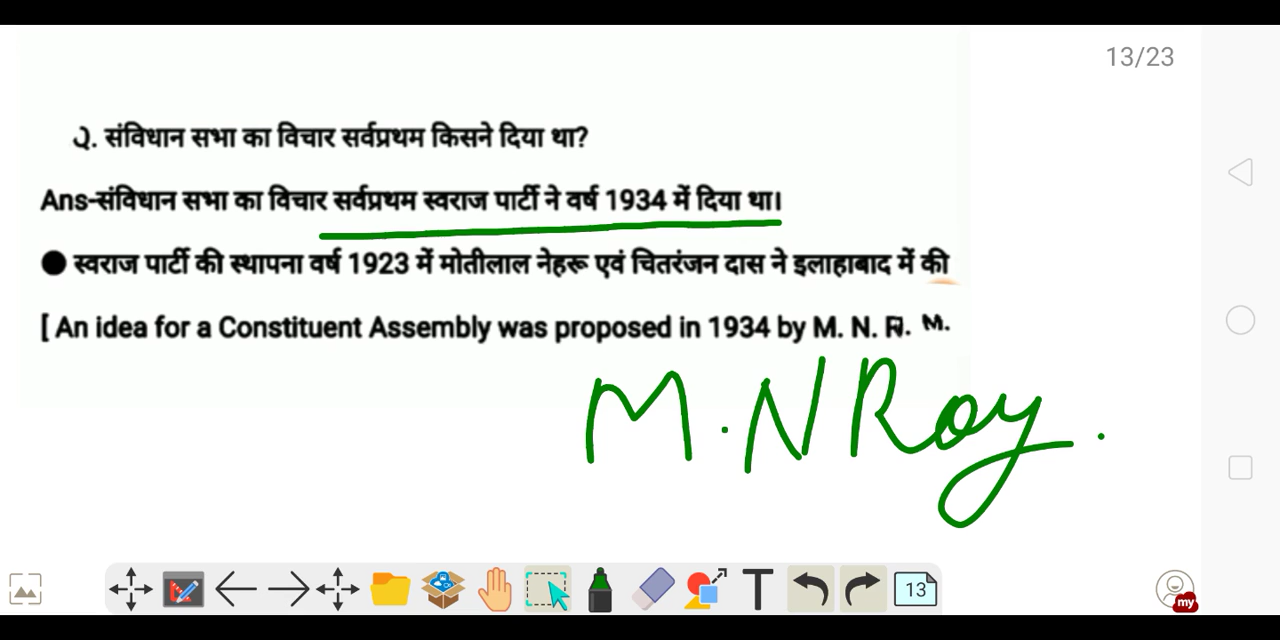 13/23
Q. संविधान सभा का विचार सर्वप्रथम किसने दिया था?
Ans-संविधान सभा का विचार सर्वप्रथम स्वराज पार्टी ने वर्ष 1934 में दिया था।
● स्वराज पार्टी की स्थापना वर्ष 1923 में मोतीलाल नेहरू एवं चितरंजन दास ने इलाहाबाद में की
[ An idea for a Constituent Assembly was proposed in 1934 by M. N. R. M.
M. N Roy.
T
13
my